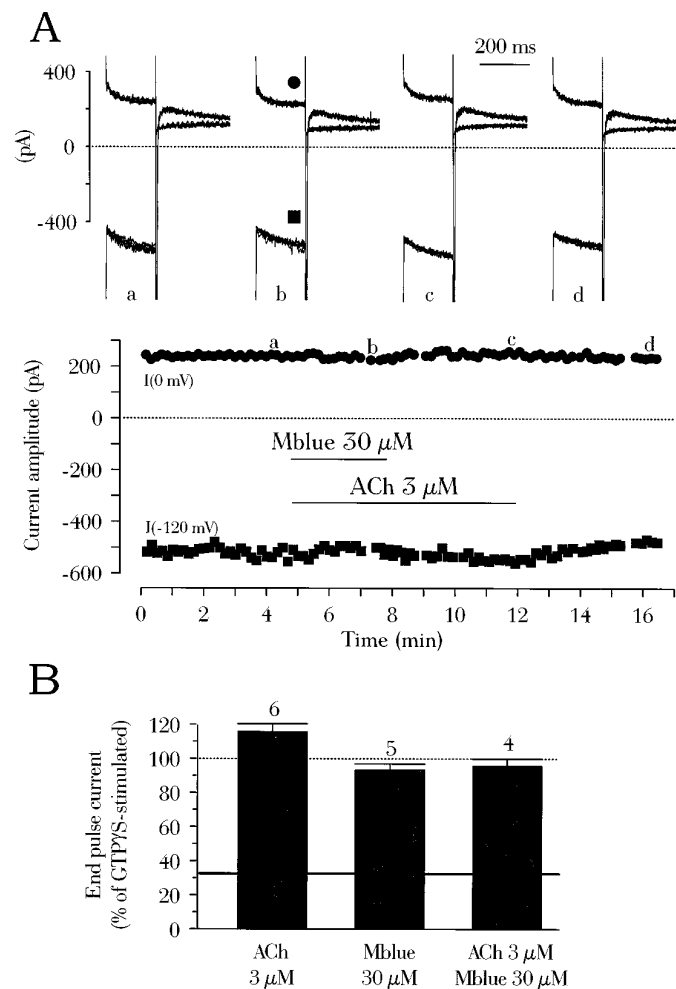 A
200 ms
400
0
-400
(pA)
a
b
c
d
200
0
-200
-400
-600
Current amplitude (pA)
a
b
c
d
I(0 mV)
Mblue 30 µM
ACh 3 µM
I(-120 mV)
0 2 4 6 8 10 12 14 16
Time (min)
B
120
100
80
60
40
20
0
End pulse current
(% of GTPγS-stimulated)
6
5
4
ACh
3 µM
Mblue
30 µM
ACh 3 µM
Mblue 30 µM